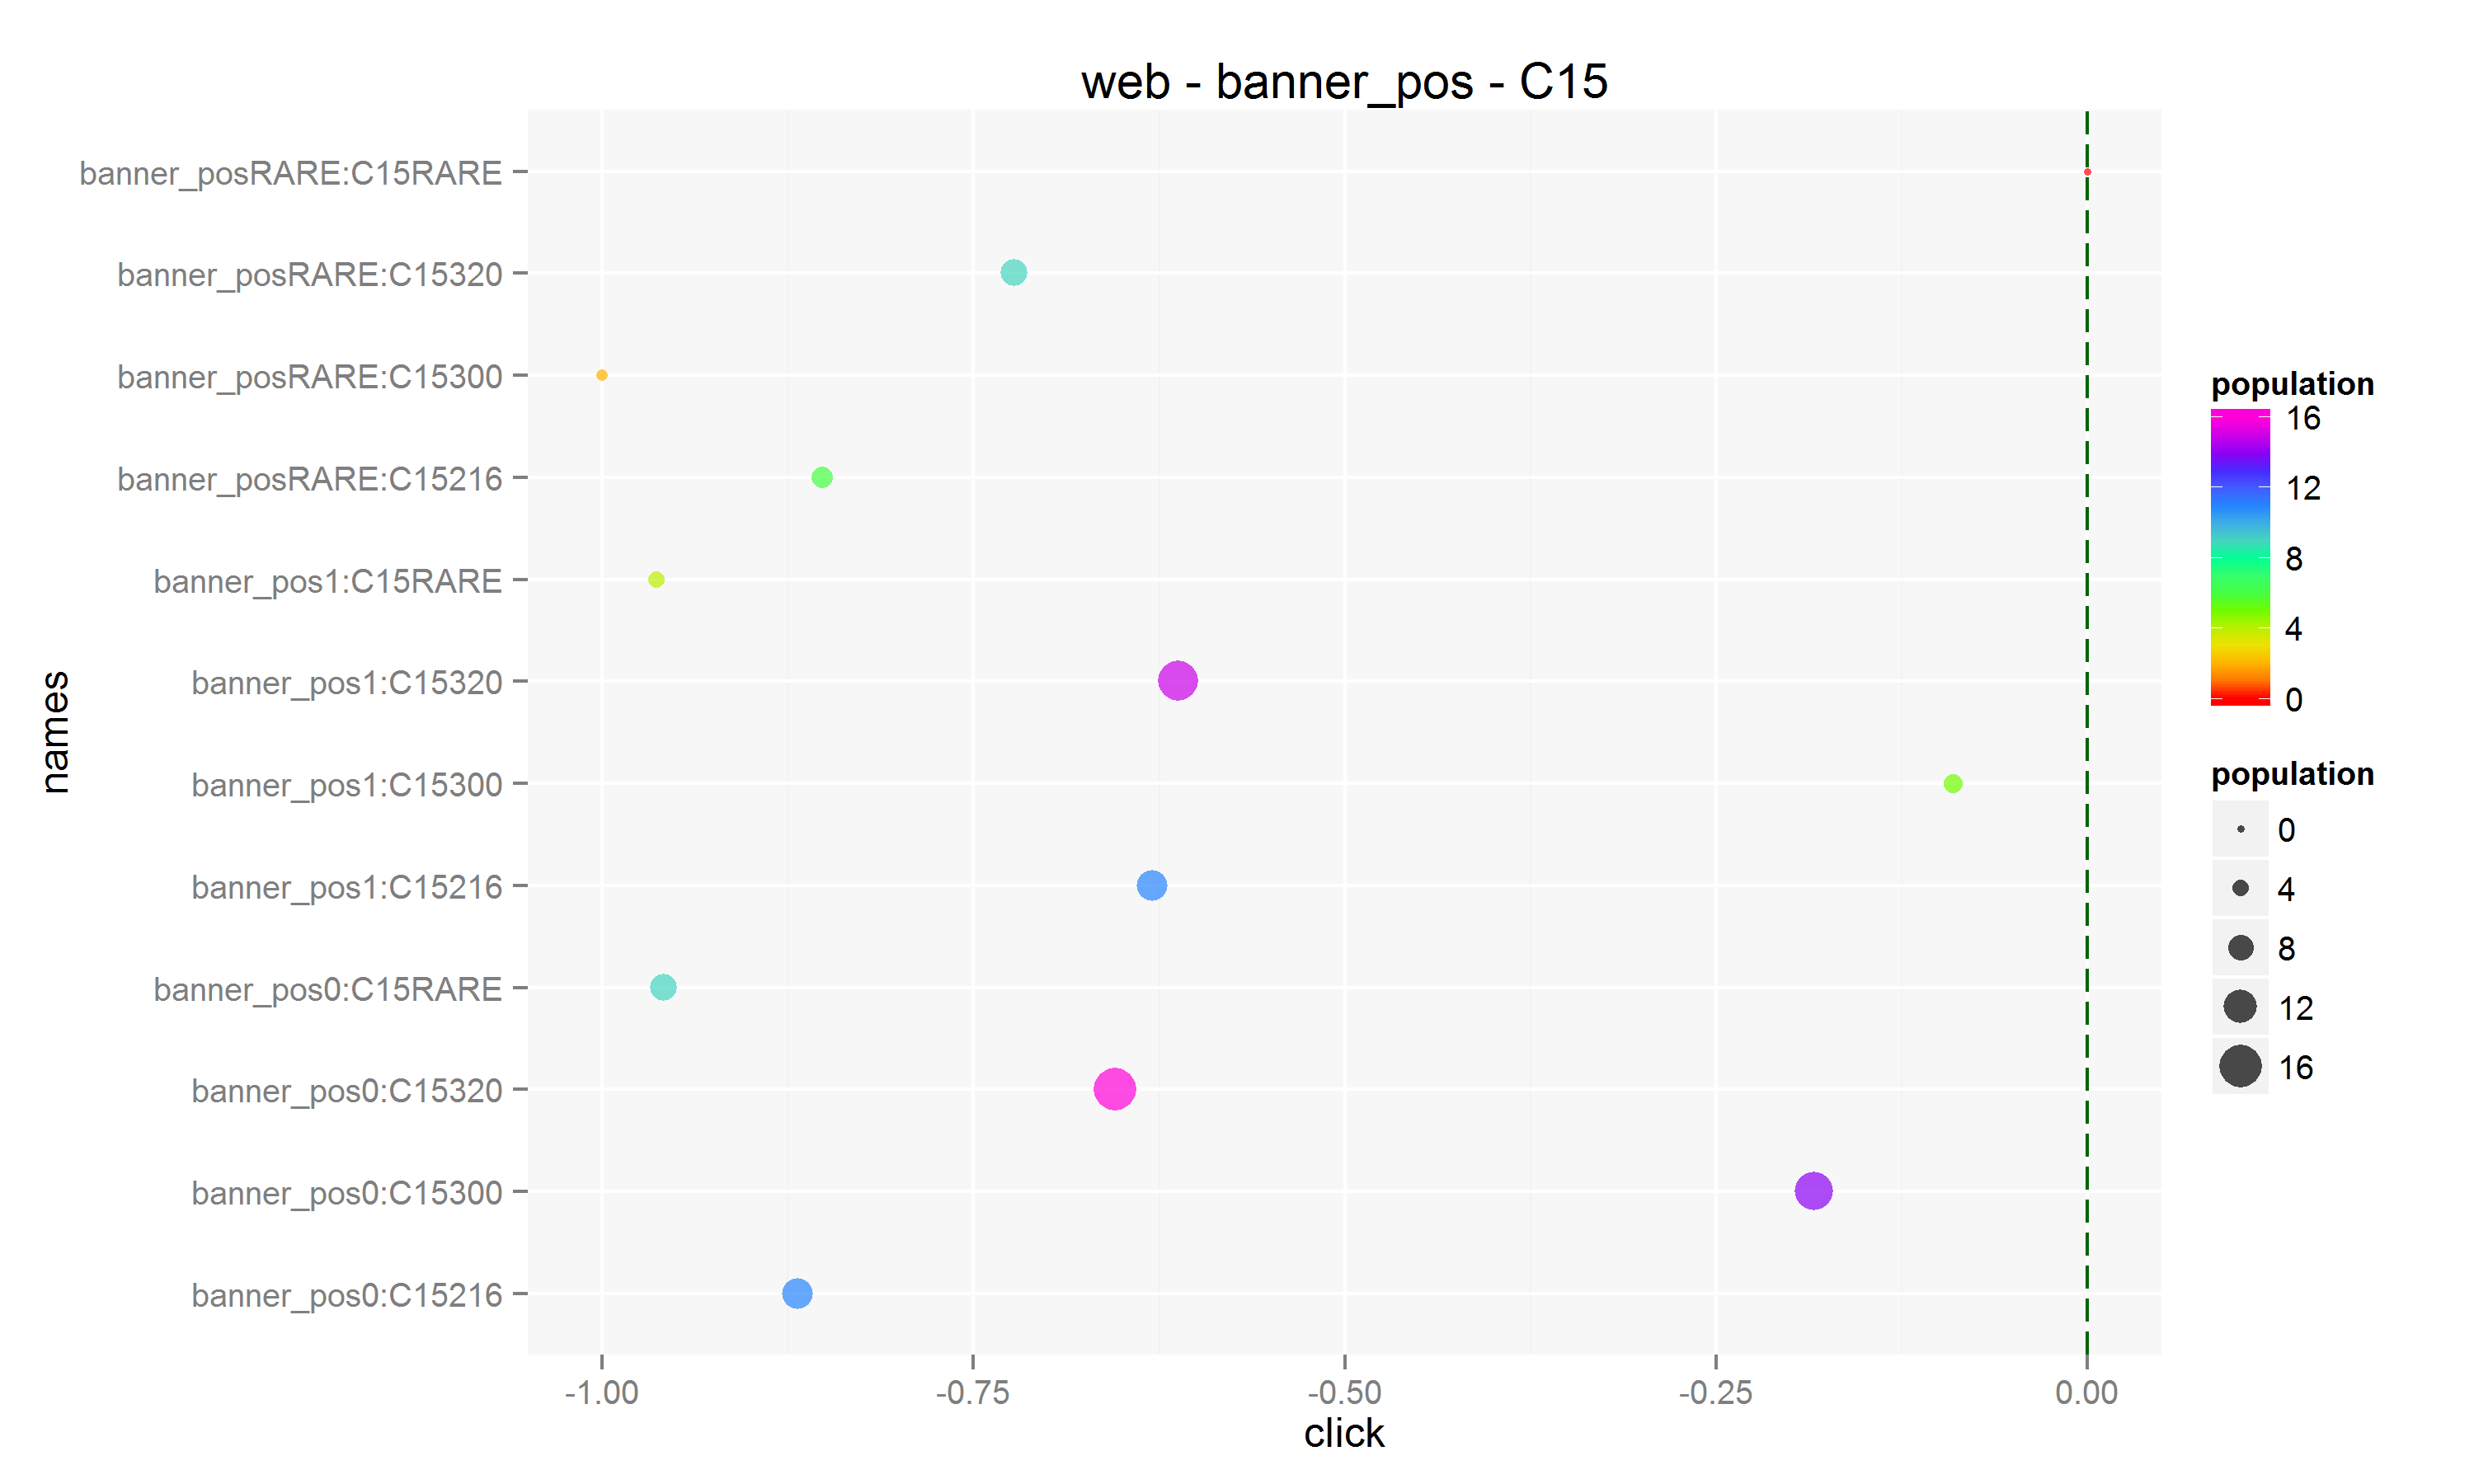 web - banner_pos - C15
names
banner_posRARE:C15RARE
banner_posRARE:C15320
banner_posRARE:C15300
banner_posRARE:C15216
banner_pos1:C15RARE
banner_pos1:C15320
banner_pos1:C15300
banner_pos1:C15216
banner_pos0:C15RARE
banner_pos0:C15320
banner_pos0:C15300
banner_pos0:C15216
-1.00 -0.75 -0.50 -0.25 0.00
click
population
16
12
8
4
0
population
0
4
8
12
16